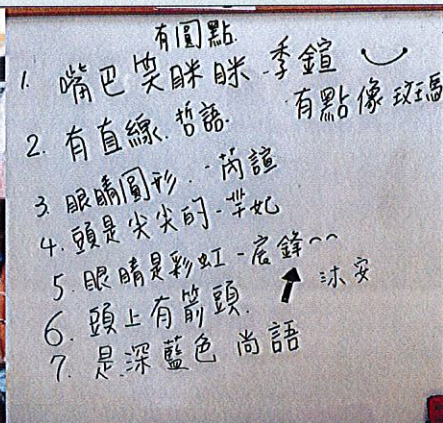 有圓點.
1. 嘴巴笑眯眯-季鍹
有點像斑馬
2. 有直線. 哲語.
3. 眼睛圓形..-芮諠
4. 頭是尖尖的-芊妃
5. 眼睛是彩虹-宸鋒
6. 頭上有箭頭. 沐安
7. 是深藍色 尚語